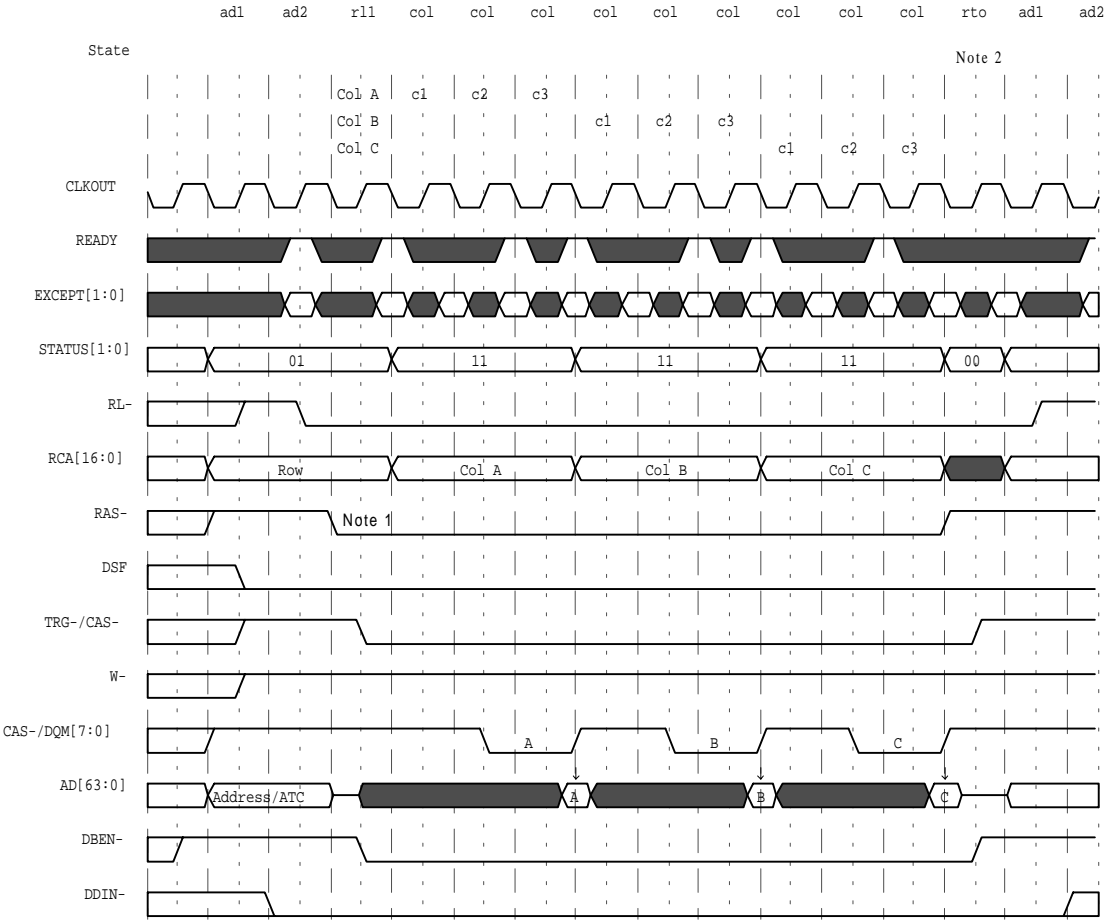 ad1 ad2 rl1 col col col col col col col col col rto ad1 ad2
State
Note 2
Col A c1 c2 c3
Col B c1 c2 c3
Col C c1 c2 c3
CLKOUT
READY
EXCEPT[1:0]
STATUS[1:0] 01 11 11 11 00
RL-
RCA[16:0] Row Col A Col B Col C
RAS- Note 1
DSF
TRG-/CAS-
W-
CAS-/DQM[7:0] A B C
AD[63:0] Address/ATC A B C
DBEN-
DDIN-